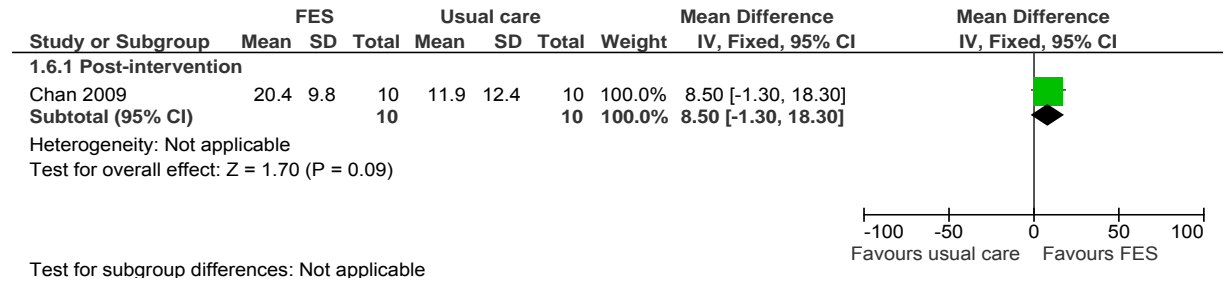 FES Usual care Mean Difference Mean Difference
Study or Subgroup Mean SD Total Mean SD Total Weight IV, Fixed, 95% CI IV, Fixed, 95% CI
1.6.1 Post-intervention
Chan 2009 20.4 9.8 10 11.9 12.4 10 100.0% 8.50 [-1.30, 18.30]
Subtotal (95% CI) 10 10 100.0% 8.50 [-1.30, 18.30]
Heterogeneity: Not applicable
Test for overall effect: Z = 1.70 (P = 0.09)
-100 -50 0 50 100
Favours usual care Favours FES
Test for subgroup differences: Not applicable